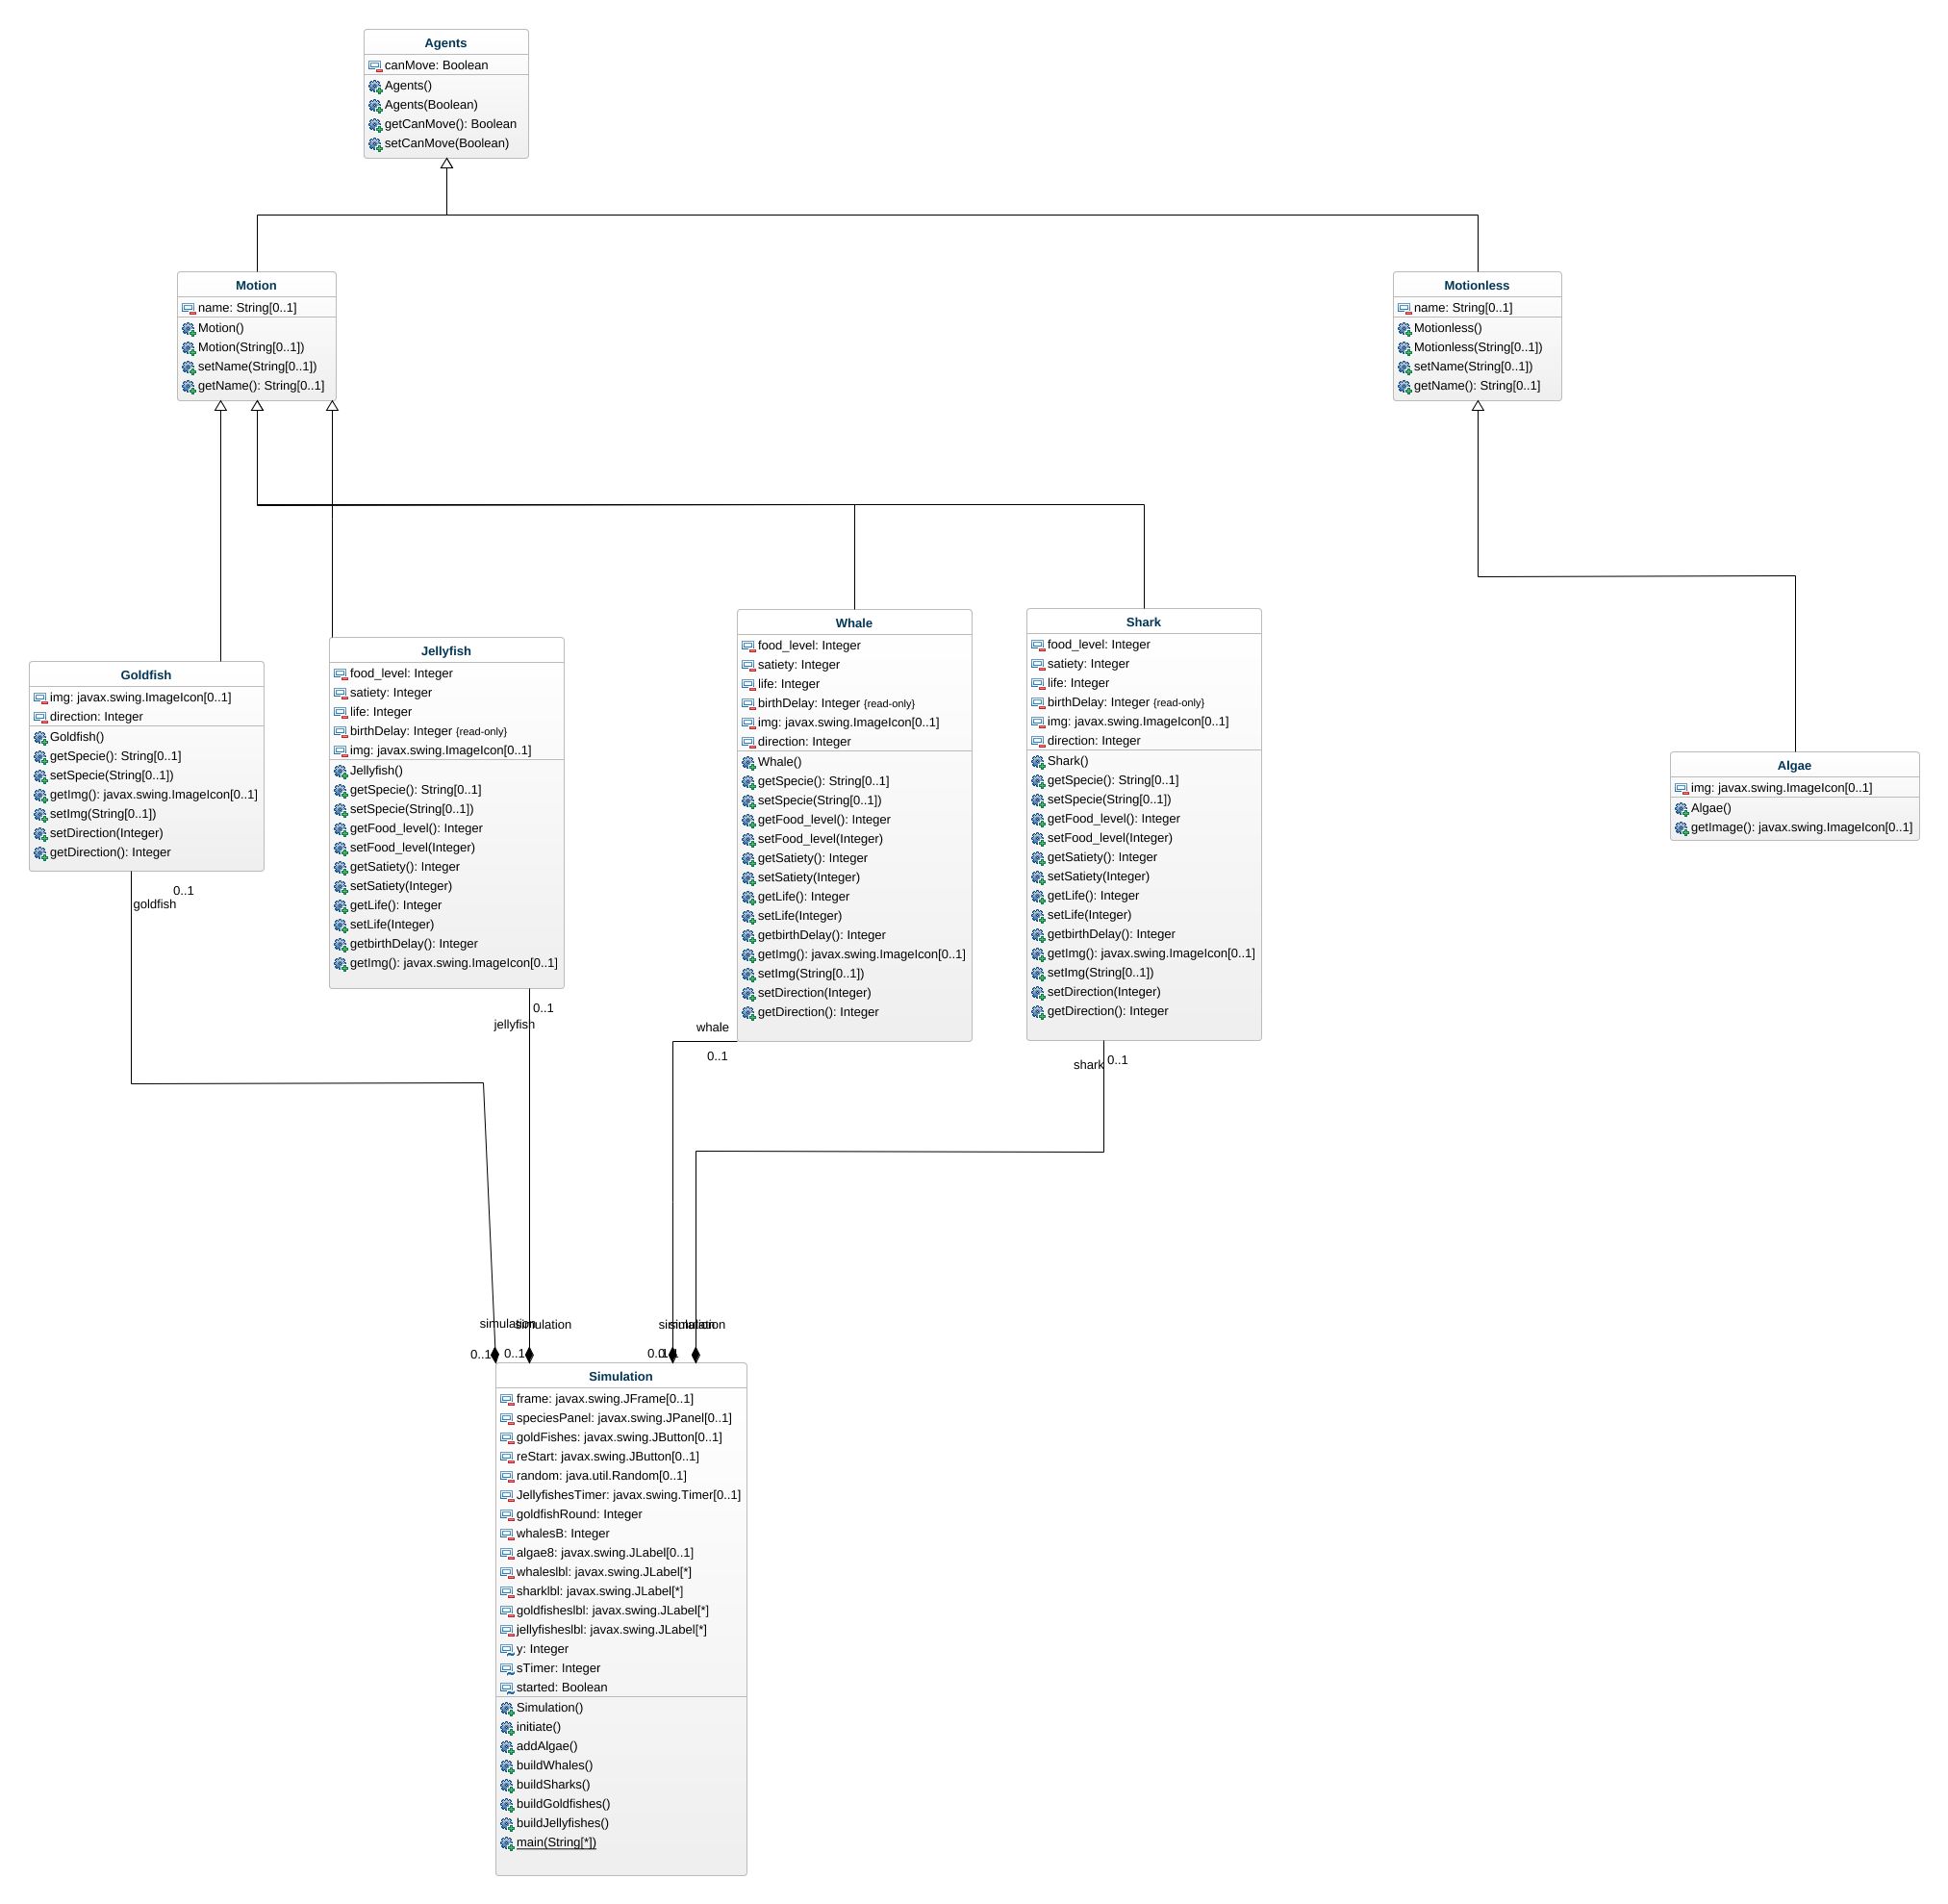 Agents
canMove: Boolean
Agents()
Agents(Boolean)
getCanMove(): Boolean
setCanMove(Boolean)
Motion
name: String[0..1]
Motion()
Motion(String[0..1])
setName(String[0..1])
getName(): String[0..1]
Motionless
name: String[0..1]
Motionless()
Motionless(String[0..1])
setName(String[0..1])
getName(): String[0..1]
Goldfish
img: javax.swing.ImageIcon[0..1]
direction: Integer
Goldfish()
getSpecie(): String[0..1]
setSpecie(String[0..1])
getImg(): javax.swing.ImageIcon[0..1]
setImg(String[0..1])
setDirection(Integer)
getDirection(): Integer
0..1
goldfish
Jellyfish
food_level: Integer
satiety: Integer
life: Integer
birthDelay: Integer {read-only}
img: javax.swing.ImageIcon[0..1]
Jellyfish()
getSpecie(): String[0..1]
setSpecie(String[0..1])
getFood_level(): Integer
setFood_level(Integer)
getSatiety(): Integer
setSatiety(Integer)
getLife(): Integer
setLife(Integer)
getbirthDelay(): Integer
getImg(): javax.swing.ImageIcon[0..1]
0..1
jellyfish
Whale
food_level: Integer
satiety: Integer
life: Integer
birthDelay: Integer {read-only}
img: javax.swing.ImageIcon[0..1]
direction: Integer
Whale()
getSpecie(): String[0..1]
setSpecie(String[0..1])
getFood_level(): Integer
setFood_level(Integer)
getSatiety(): Integer
setSatiety(Integer)
getLife(): Integer
setLife(Integer)
getbirthDelay(): Integer
getImg(): javax.swing.ImageIcon[0..1]
setImg(String[0..1])
setDirection(Integer)
getDirection(): Integer
whale
0..1
Shark
food_level: Integer
satiety: Integer
life: Integer
birthDelay: Integer {read-only}
img: javax.swing.ImageIcon[0..1]
direction: Integer
Shark()
getSpecie(): String[0..1]
setSpecie(String[0..1])
getFood_level(): Integer
setFood_level(Integer)
getSatiety(): Integer
setSatiety(Integer)
getLife(): Integer
setLife(Integer)
getbirthDelay(): Integer
getImg(): javax.swing.ImageIcon[0..1]
setImg(String[0..1])
setDirection(Integer)
getDirection(): Integer
0..1
shark
Algae
img: javax.swing.ImageIcon[0..1]
Algae()
getImage(): javax.swing.ImageIcon[0..1]
simulation
simulation
simulation
simulation
0..1
0..1
0..1
0..1
Simulation
frame: javax.swing.JFrame[0..1]
speciesPanel: javax.swing.JPanel[0..1]
goldFishes: javax.swing.JButton[0..1]
reStart: javax.swing.JButton[0..1]
random: java.util.Random[0..1]
JellyfishesTimer: javax.swing.Timer[0..1]
goldfishRound: Integer
whalesB: Integer
algae8: javax.swing.JLabel[0..1]
whaleslbl: javax.swing.JLabel[*]
sharklbl: javax.swing.JLabel[*]
goldfisheslbl: javax.swing.JLabel[*]
jellyfisheslbl: javax.swing.JLabel[*]
y: Integer
sTimer: Integer
started: Boolean
Simulation()
initiate()
addAlgae()
buildWhales()
buildSharks()
buildGoldfishes()
buildJellyfishes()
main(String[*])